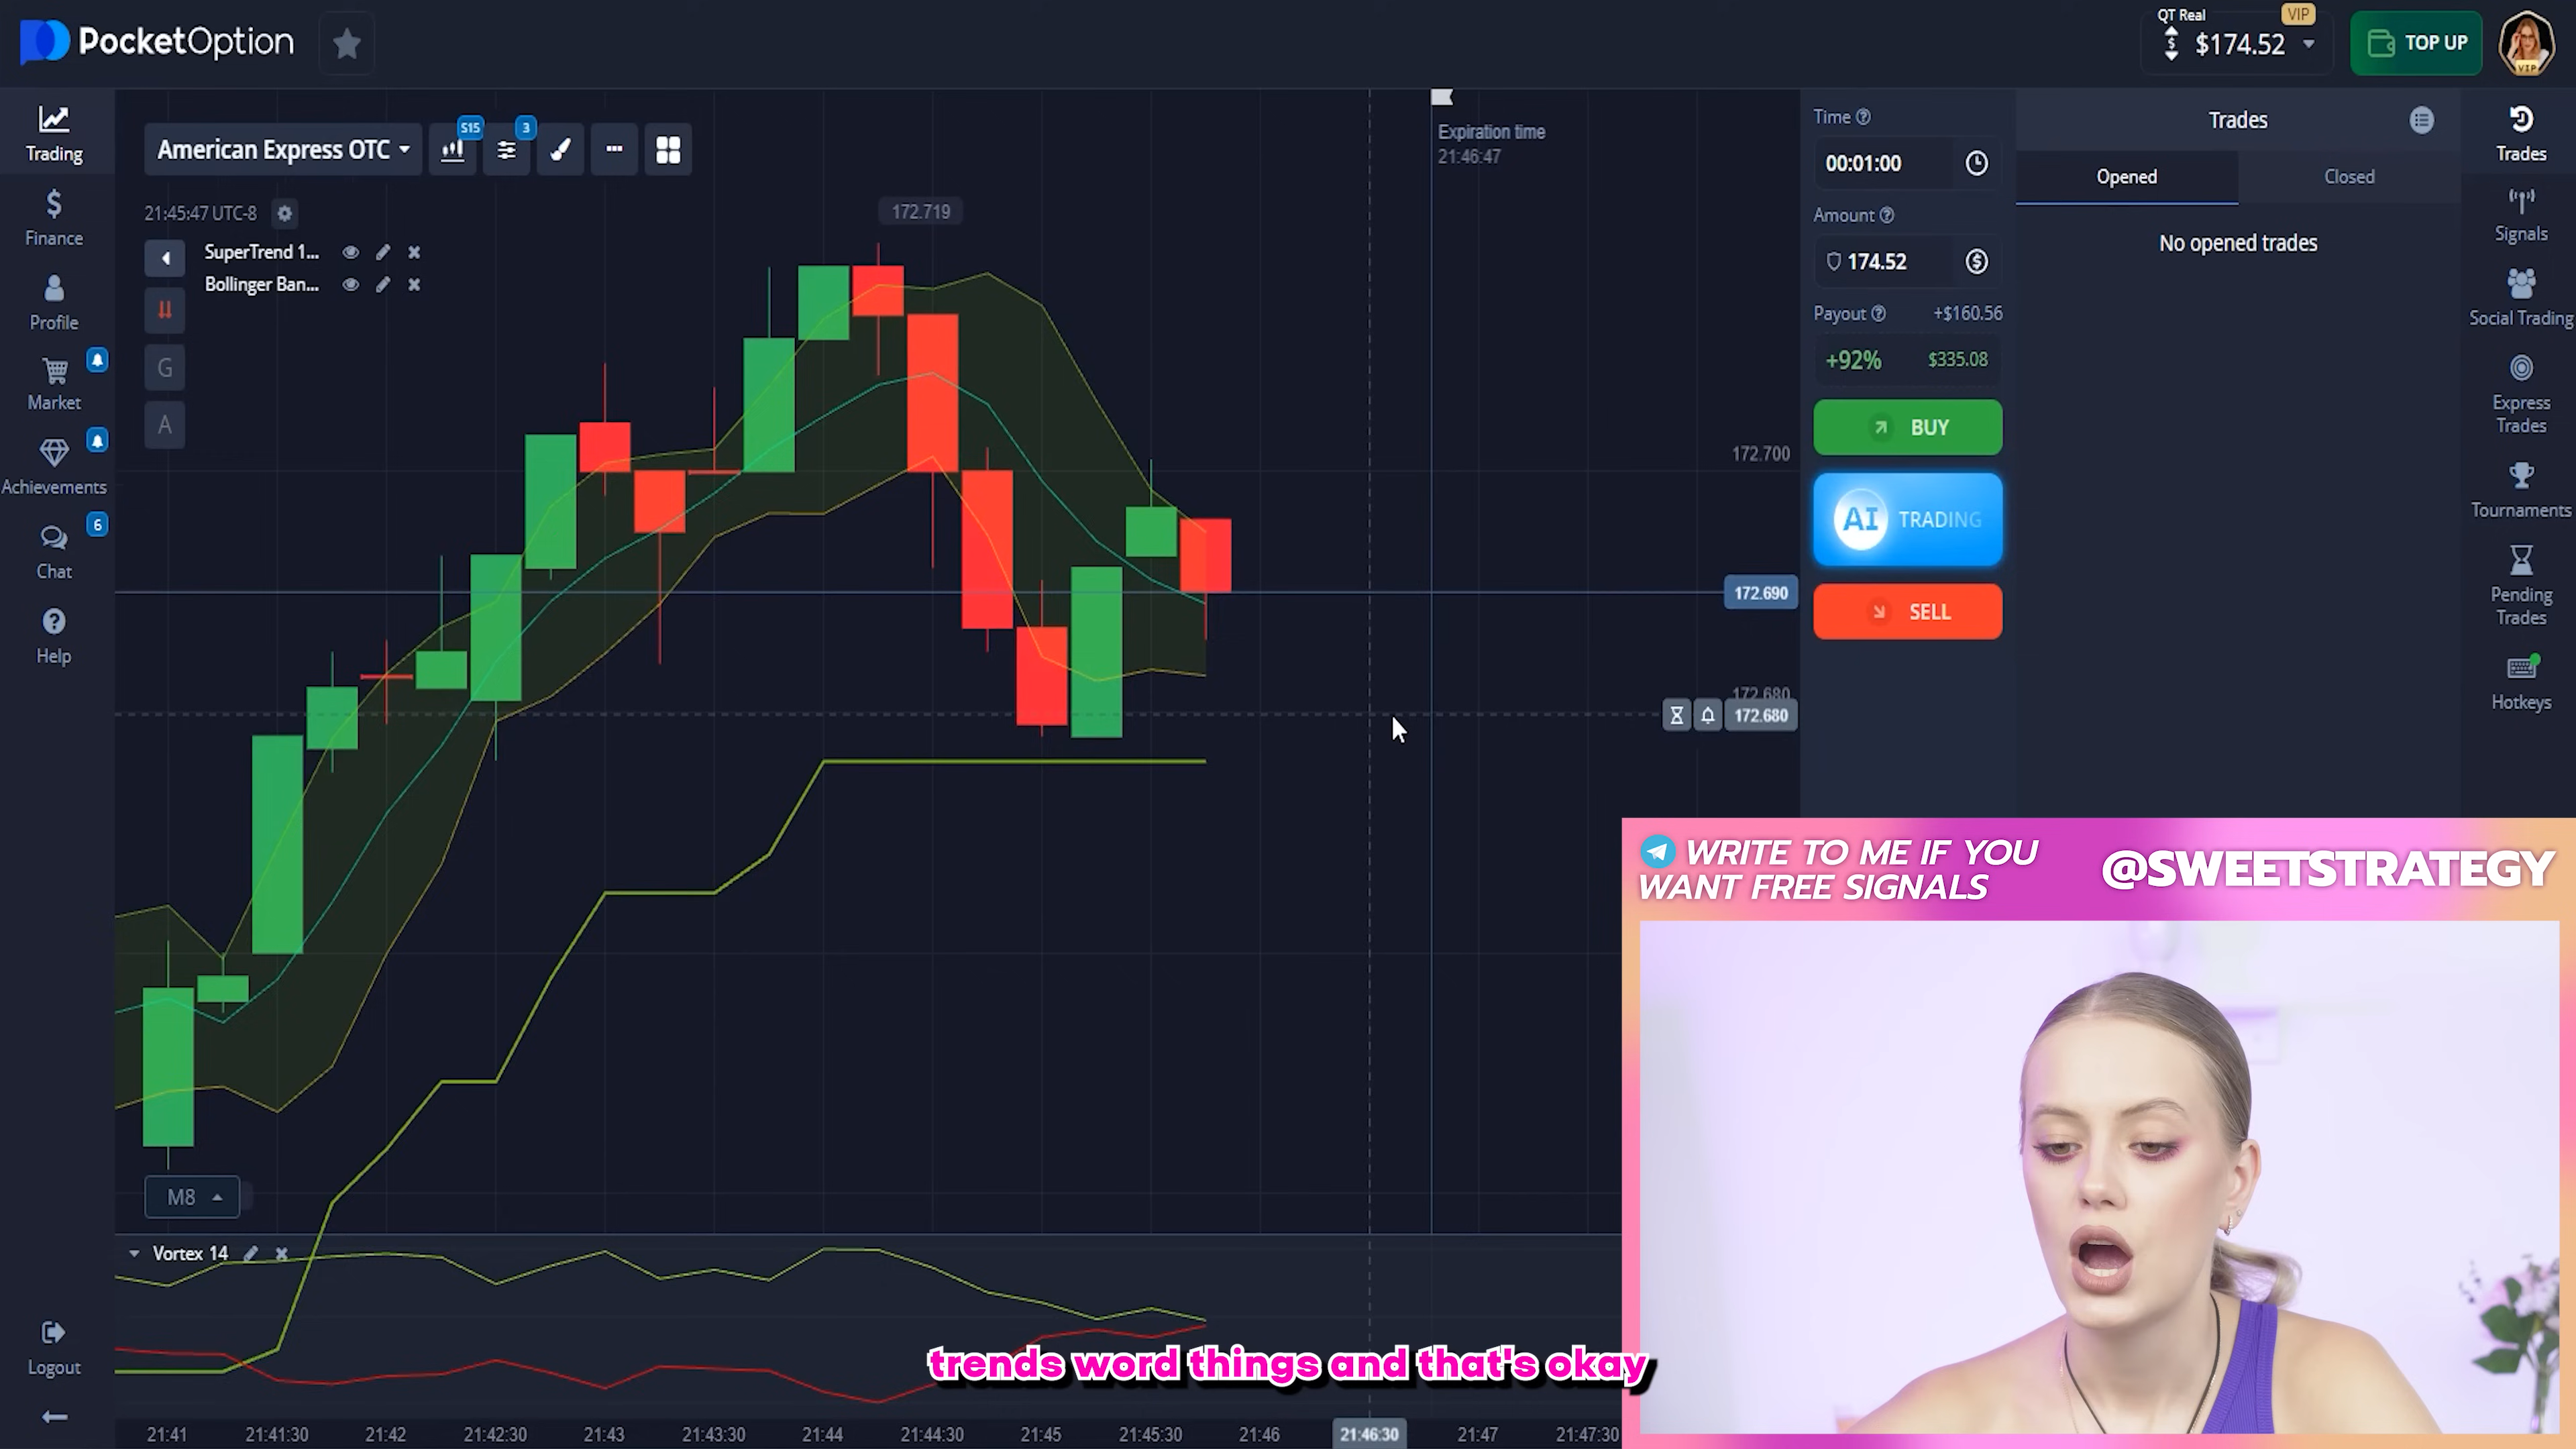 PocketOption
QT Real
VIP
$174.52
TOP UP
VIP
Trading
Finance
Profile
Market
Achievements
6
Chat
Help
Logout
American Express OTC
S15
3
21:45:47 UTC-8
SuperTrend 1...
Bollinger Ban...
G
A
172.719
Expiration time
21:46:47
172.700
172.690
172.680
172.680
M8
Vortex 14
21:41
21:41:30
21:42
21:42:30
21:43
21:43:30
21:44
21:44:30
21:45
21:45:30
21:46
21:46:30
21:47
21:47:30
Time
00:01:00
Amount
174.52
Payout
+$160.56
+92%
$335.08
BUY
AI TRADING
SELL
Trades
Opened
Closed
No opened trades
Trades
Signals
Social Trading
Express
Trades
Tournaments
Pending
Trades
Hotkeys
WRITE TO ME IF YOU
WANT FREE SIGNALS
@SWEETSTRATEGY
trends word things and that's okay